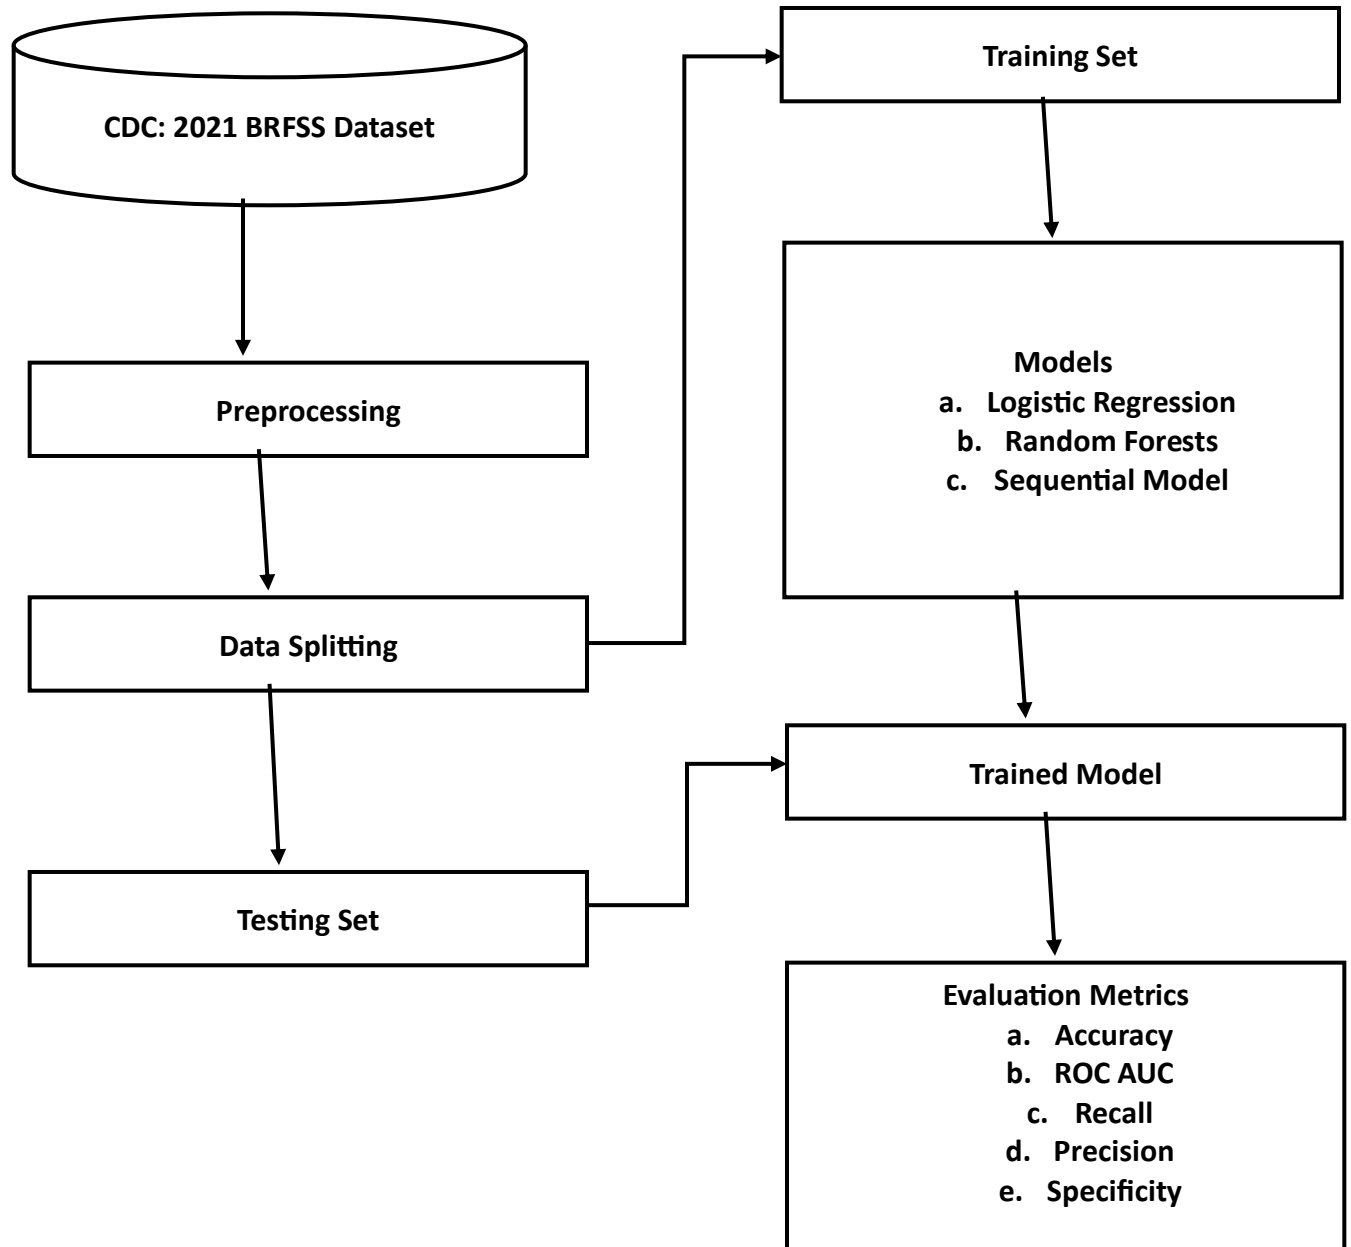 CDC: 2021 BRFSS Dataset
Preprocessing
Data Splitting
Testing Set
Training Set
Models
a. Logistic Regression
b. Random Forests
c. Sequential Model
Trained Model
Evaluation Metrics
a. Accuracy
b. ROC AUC
c. Recall
d. Precision
e. Specificity